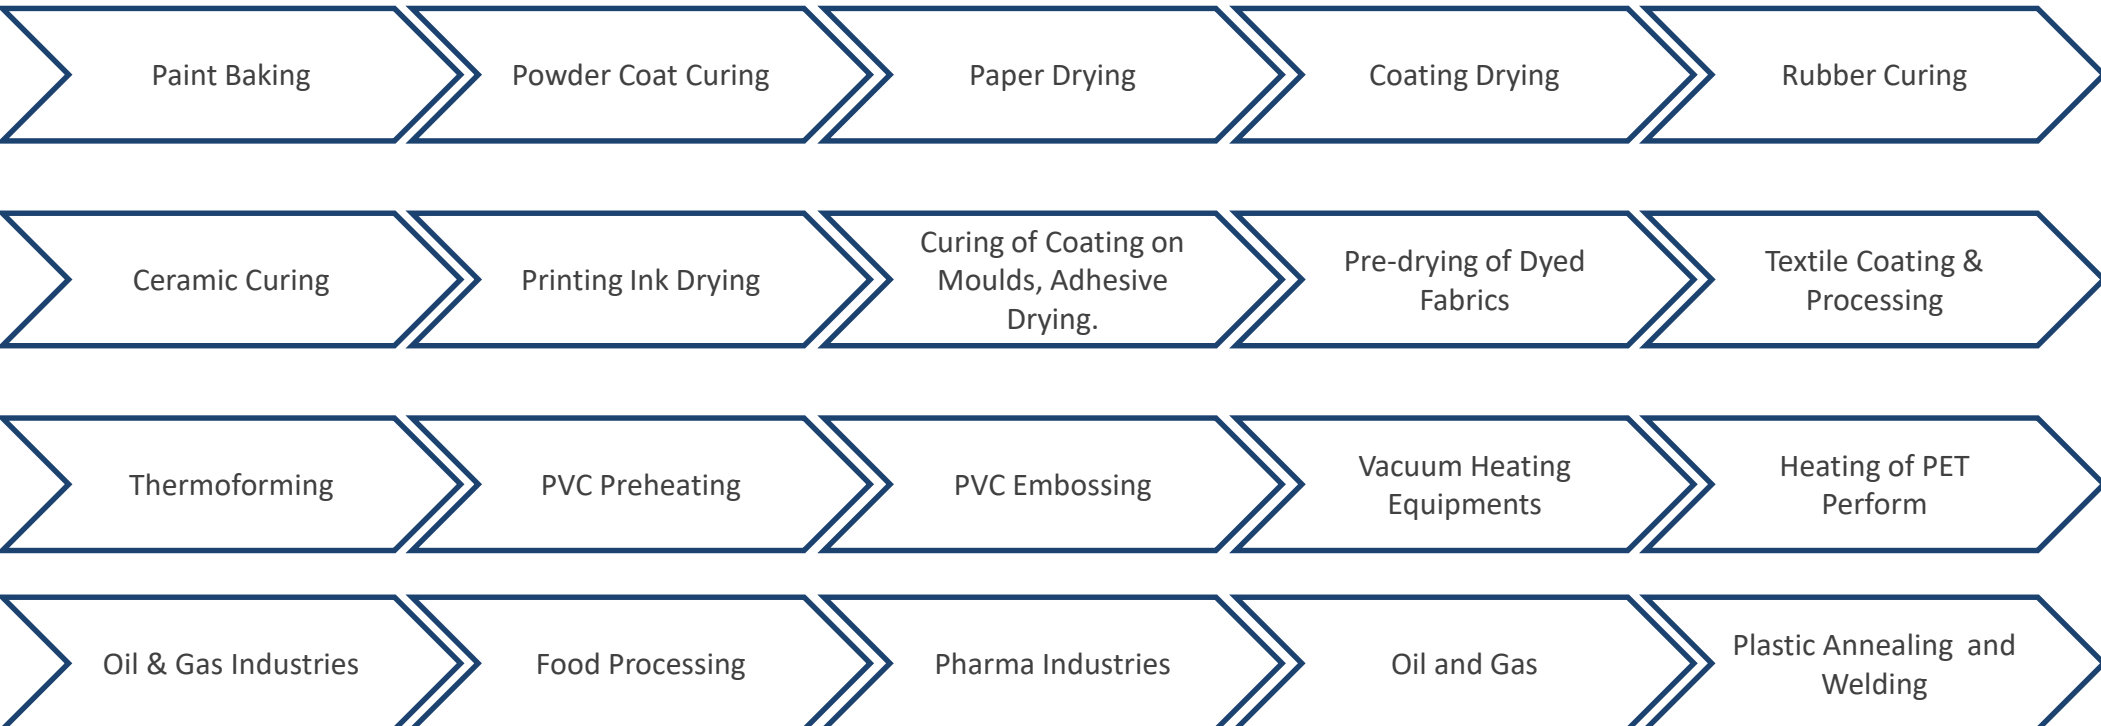 Paint Baking
Powder Coat Curing
Paper Drying
Coating Drying
Rubber Curing
Ceramic Curing
Printing Ink Drying
Curing of Coating on
Moulds, Adhesive
Drying.
Pre-drying of Dyed
Fabrics
Textile Coating &
Processing
Thermoforming
PVC Preheating
PVC Embossing
Vacuum Heating
Equipments
Heating of PET
Perform
Oil & Gas Industries
Food Processing
Pharma Industries
Oil and Gas
Plastic Annealing  and
Welding